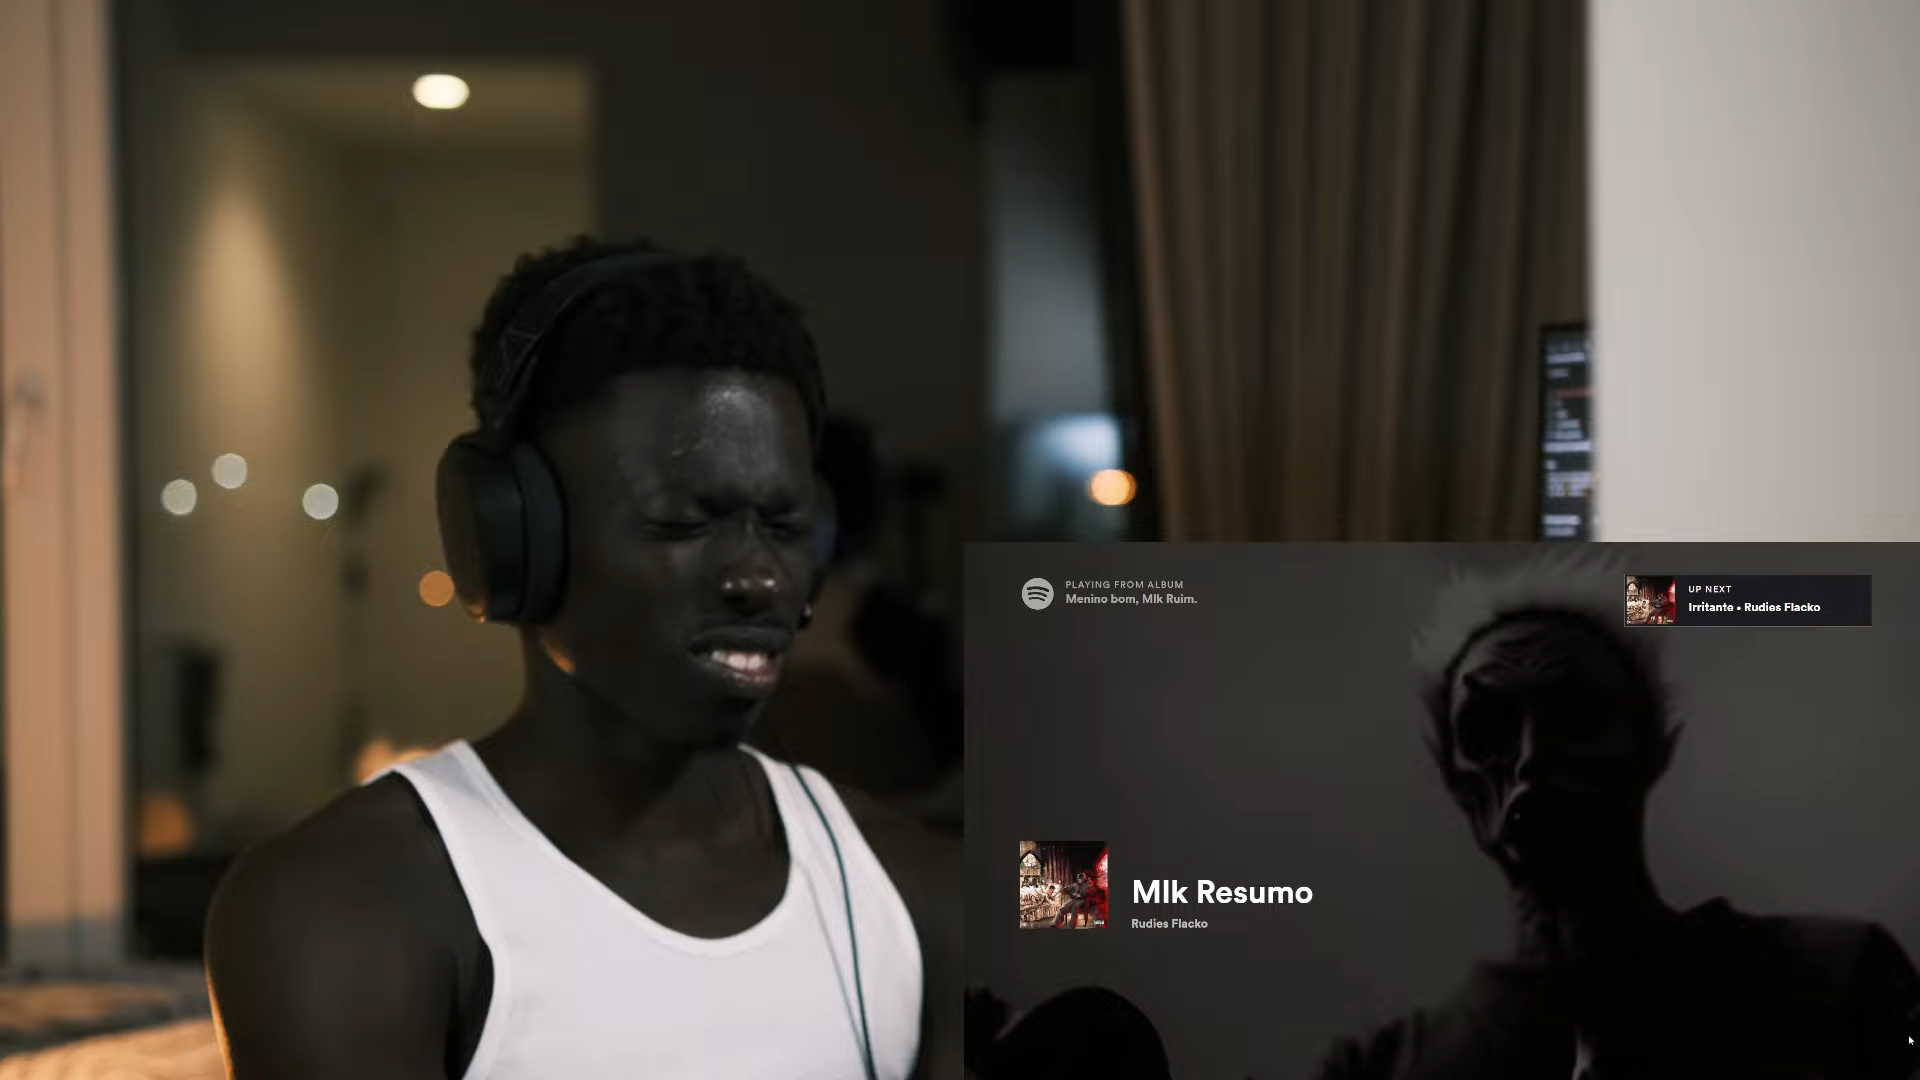 PLAYING FROM ALBUM
Menino bom, Mlk Ruim.
UP NEXT
Irritante • Rudies Flacko
Mlk Resumo
Rudies Flacko